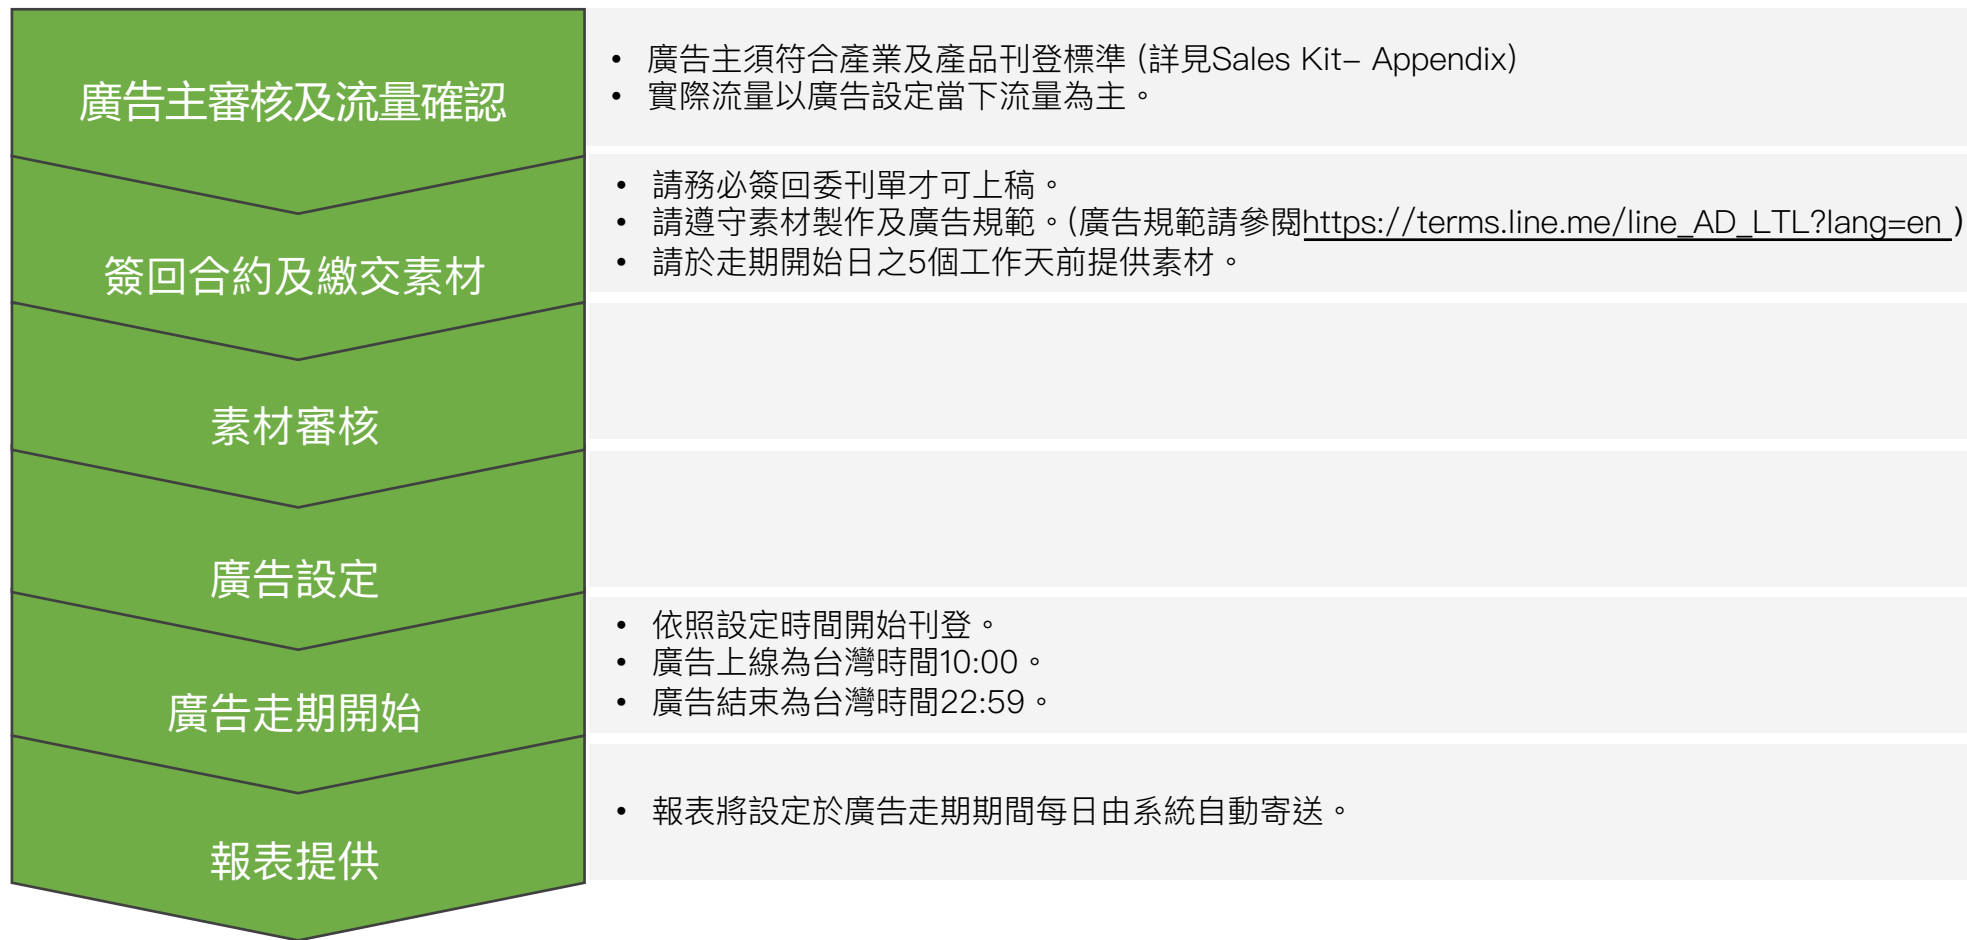 廣告主審核及流量確認
• 廣告主須符合產業及產品刊登標準 (詳見Sales Kit– Appendix)
• 實際流量以廣告設定當下流量為主。
簽回合約及繳交素材
• 請務必簽回委刊單才可上稿。
• 請遵守素材製作及廣告規範。(廣告規範請參閱https://terms.line.me/line_AD_LTL?lang=en )
• 請於走期開始日之5個工作天前提供素材。
素材審核
廣告設定
廣告走期開始
• 依照設定時間開始刊登。
• 廣告上線為台灣時間10:00。
• 廣告結束為台灣時間22:59。
報表提供
• 報表將設定於廣告走期期間每日由系統自動寄送。